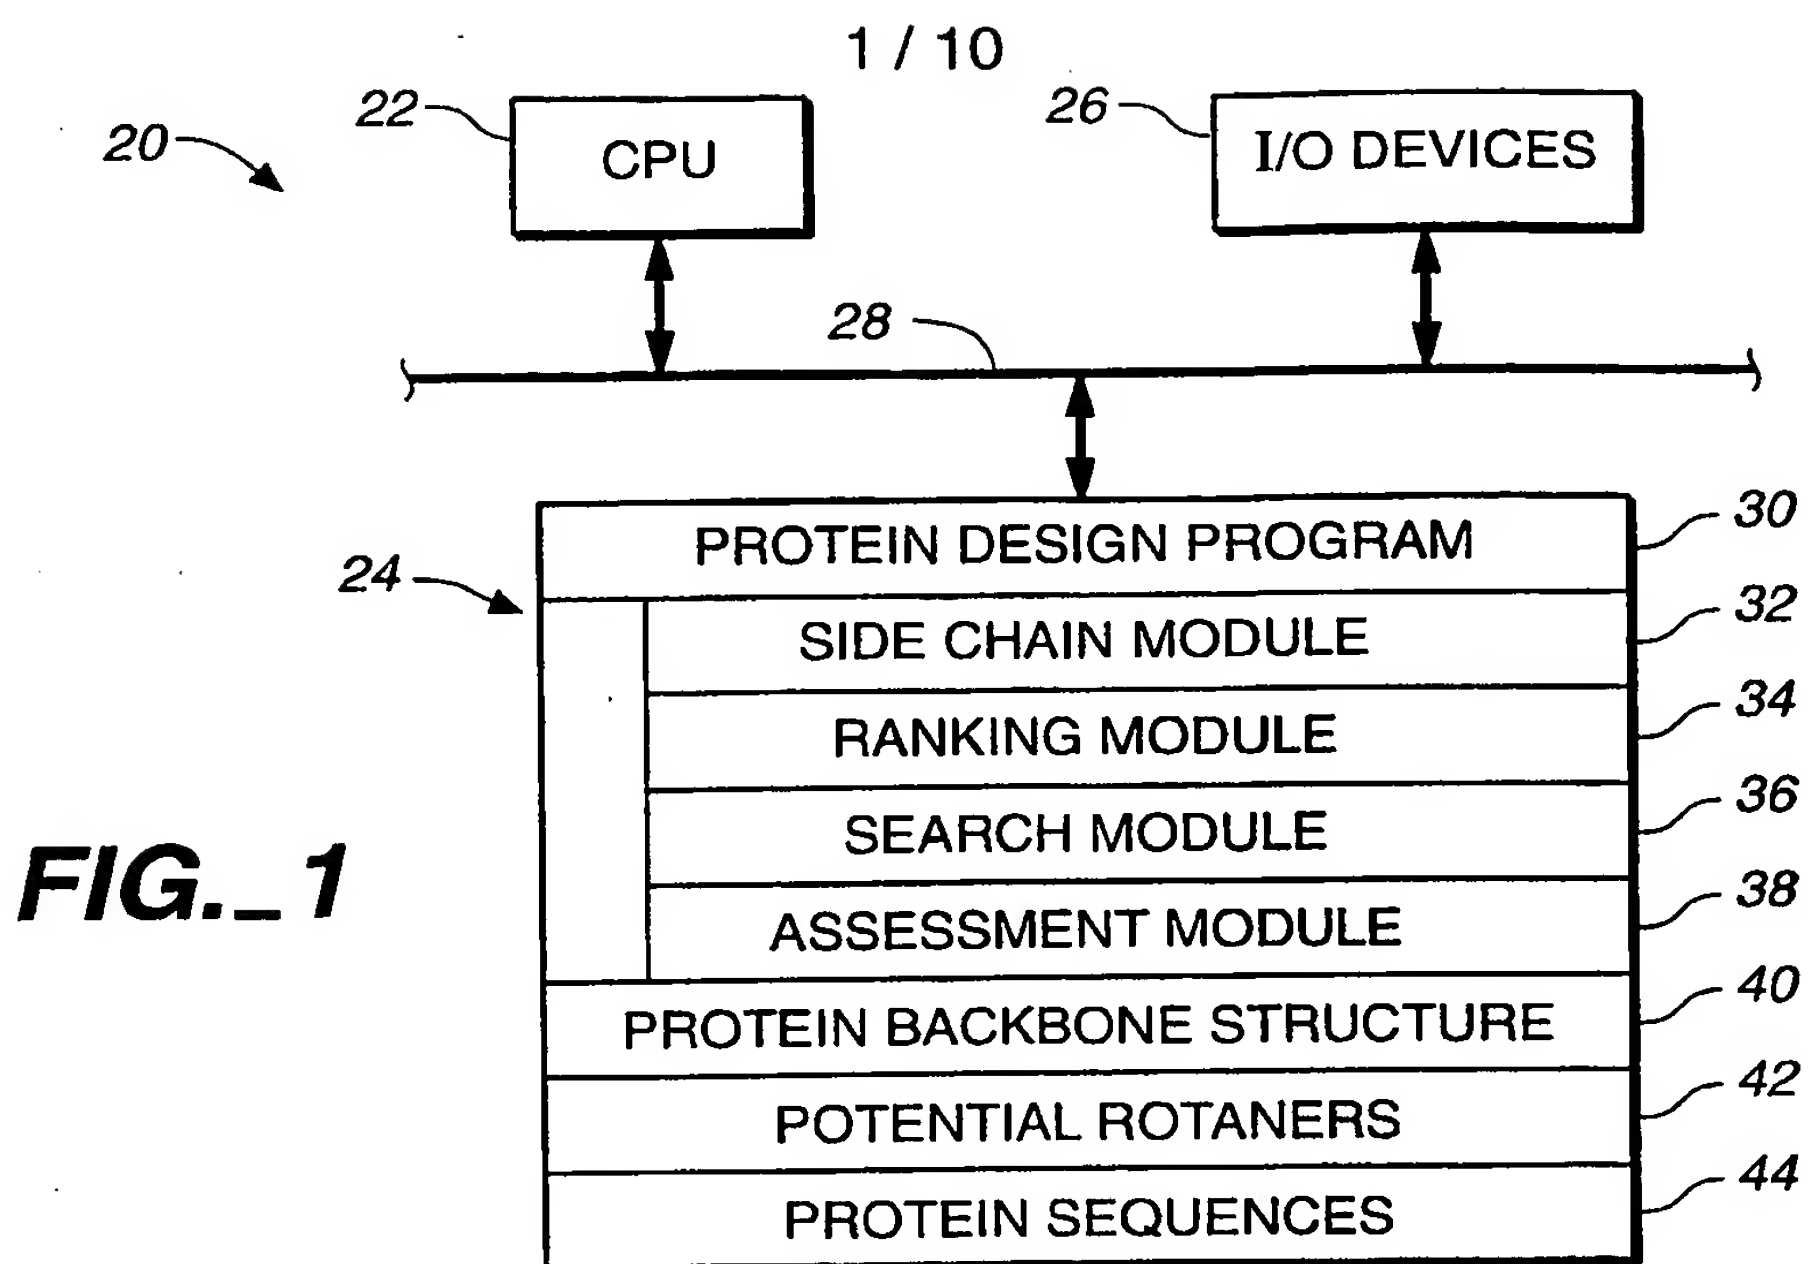 1 / 10
20
22
CPU
26
I/O DEVICES
28
24
PROTEIN DESIGN PROGRAM
30
SIDE CHAIN MODULE
32
RANKING MODULE
34
SEARCH MODULE
36
ASSESSMENT MODULE
38
PROTEIN BACKBONE STRUCTURE
40
POTENTIAL ROTANERS
42
PROTEIN SEQUENCES
44
FIG._1